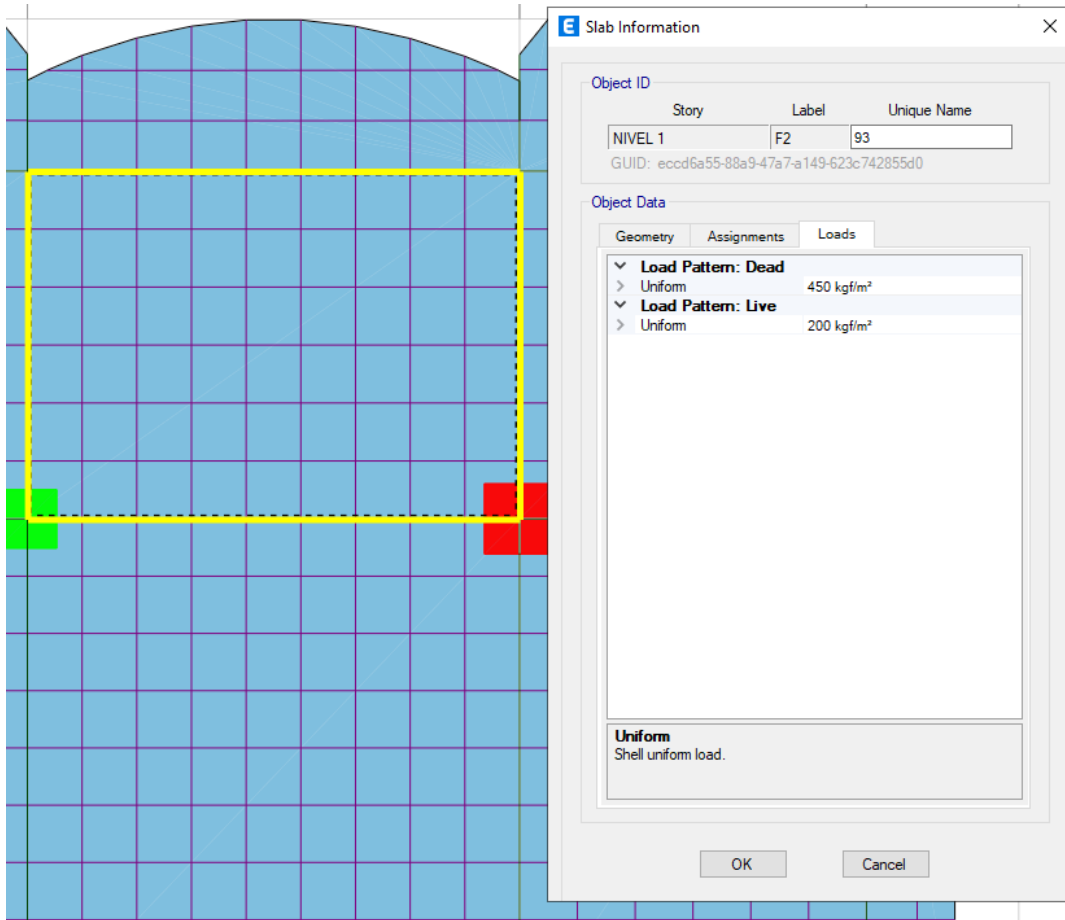 E Slab Information
Object ID
Story Label Unique Name
NIVEL 1 F2 93
GUID: eccd6a55-88a9-47a7-a149-623c742855d0
Object Data
Geometry Assignments Loads
Load Pattern: Dead
Uniform 450 kgf/m²
Load Pattern: Live
Uniform 200 kgf/m²
Uniform
Shell uniform load.
OK Cancel